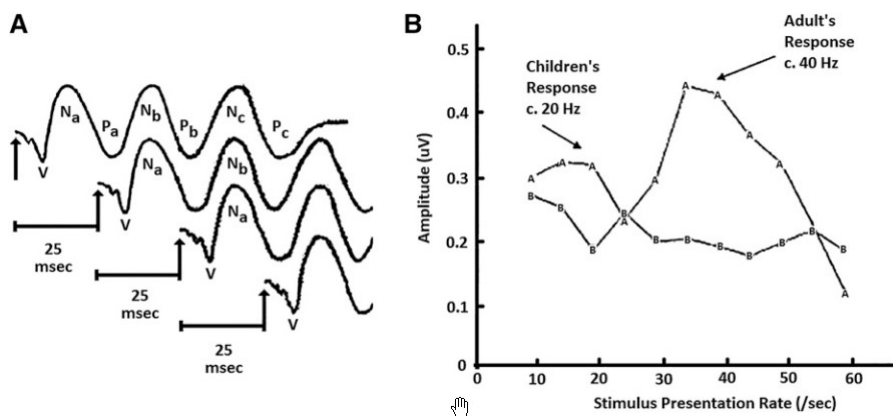 A
B
Na Pa Nb Pb Nc Pc
V
Na Nb
V
Na
V
V
25
msec
25
msec
25
msec
Adult's
Response
c. 40 Hz
Children's
Response
c. 20 Hz
Amplitude (uV)
0.5
0.4
0.3
0.2
0.1
0
A A A A A A A A A A A
B B B B B B B B B B B
0 10 20 30 40 50 60
Stimulus Presentation Rate (/sec)